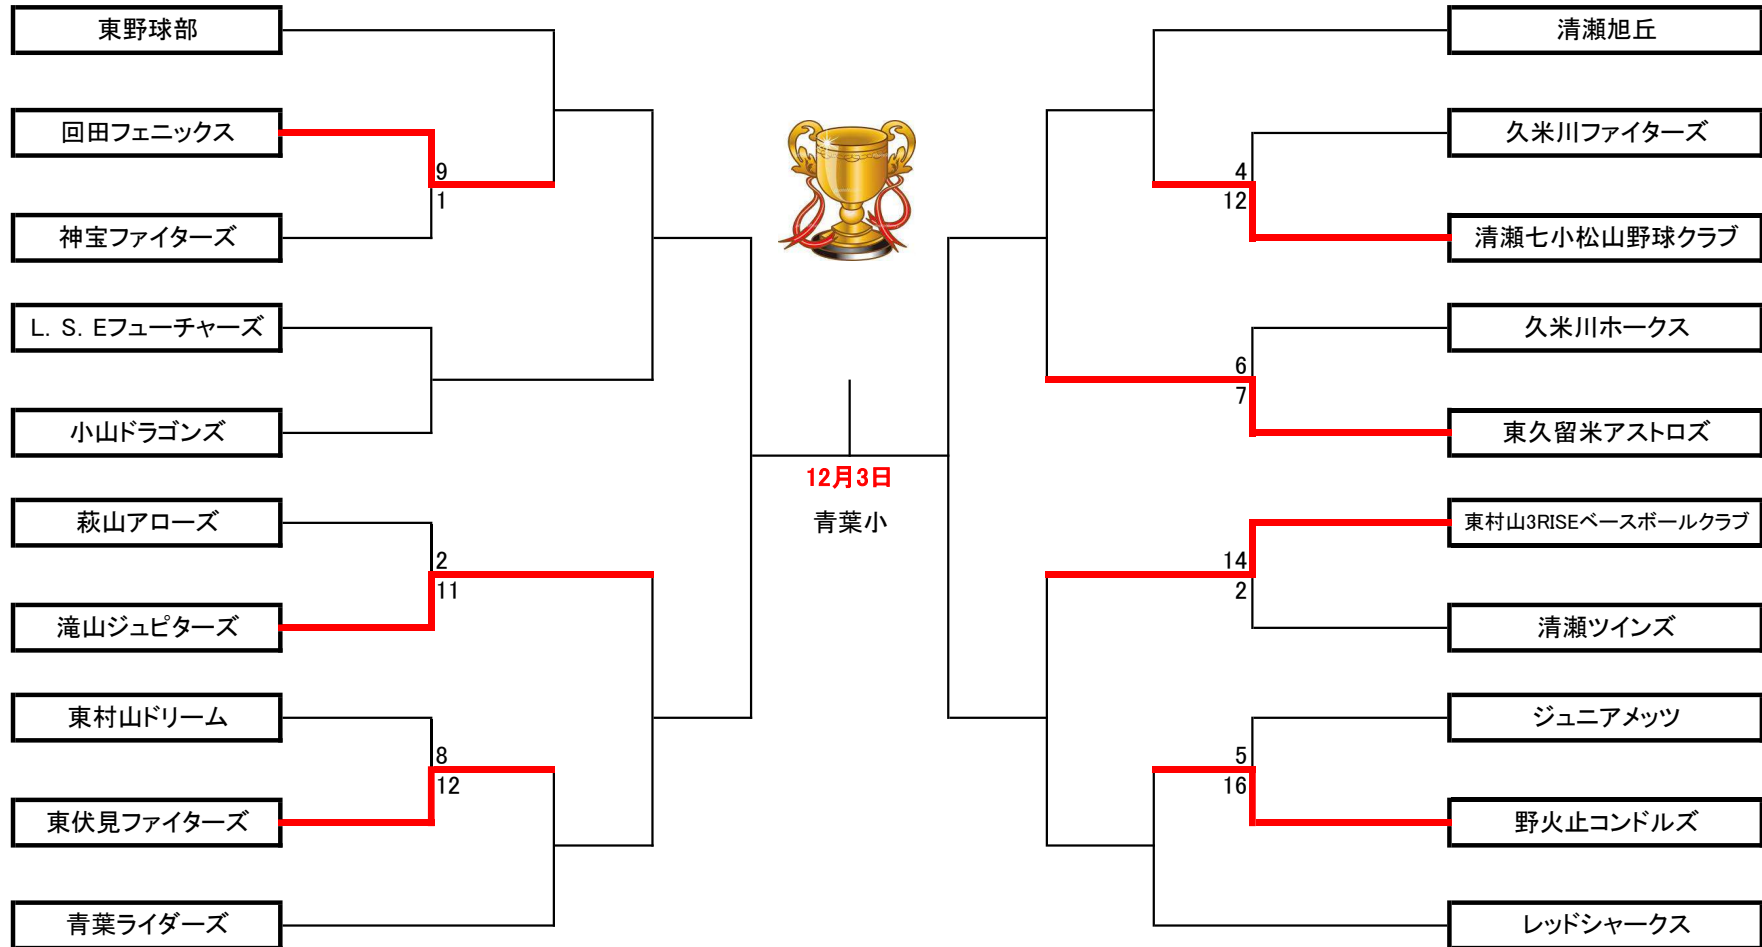 東野球部
回田フェニックス
9
1
神宝ファイターズ
L. S. Eフューチャーズ
小山ドラゴンズ
萩山アローズ
2
11
滝山ジュピターズ
東村山ドリーム
8
12
東伏見ファイターズ
青葉ライダーズ
12月3日
青葉小
清瀬旭丘
久米川ファイターズ
4
12
清瀬七小松山野球クラブ
久米川ホークス
6
7
東久留米アストロズ
東村山3RISEベースボールクラブ
14
2
清瀬ツインズ
ジュニアメッツ
5
16
野火止コンドルズ
レッドシャークス